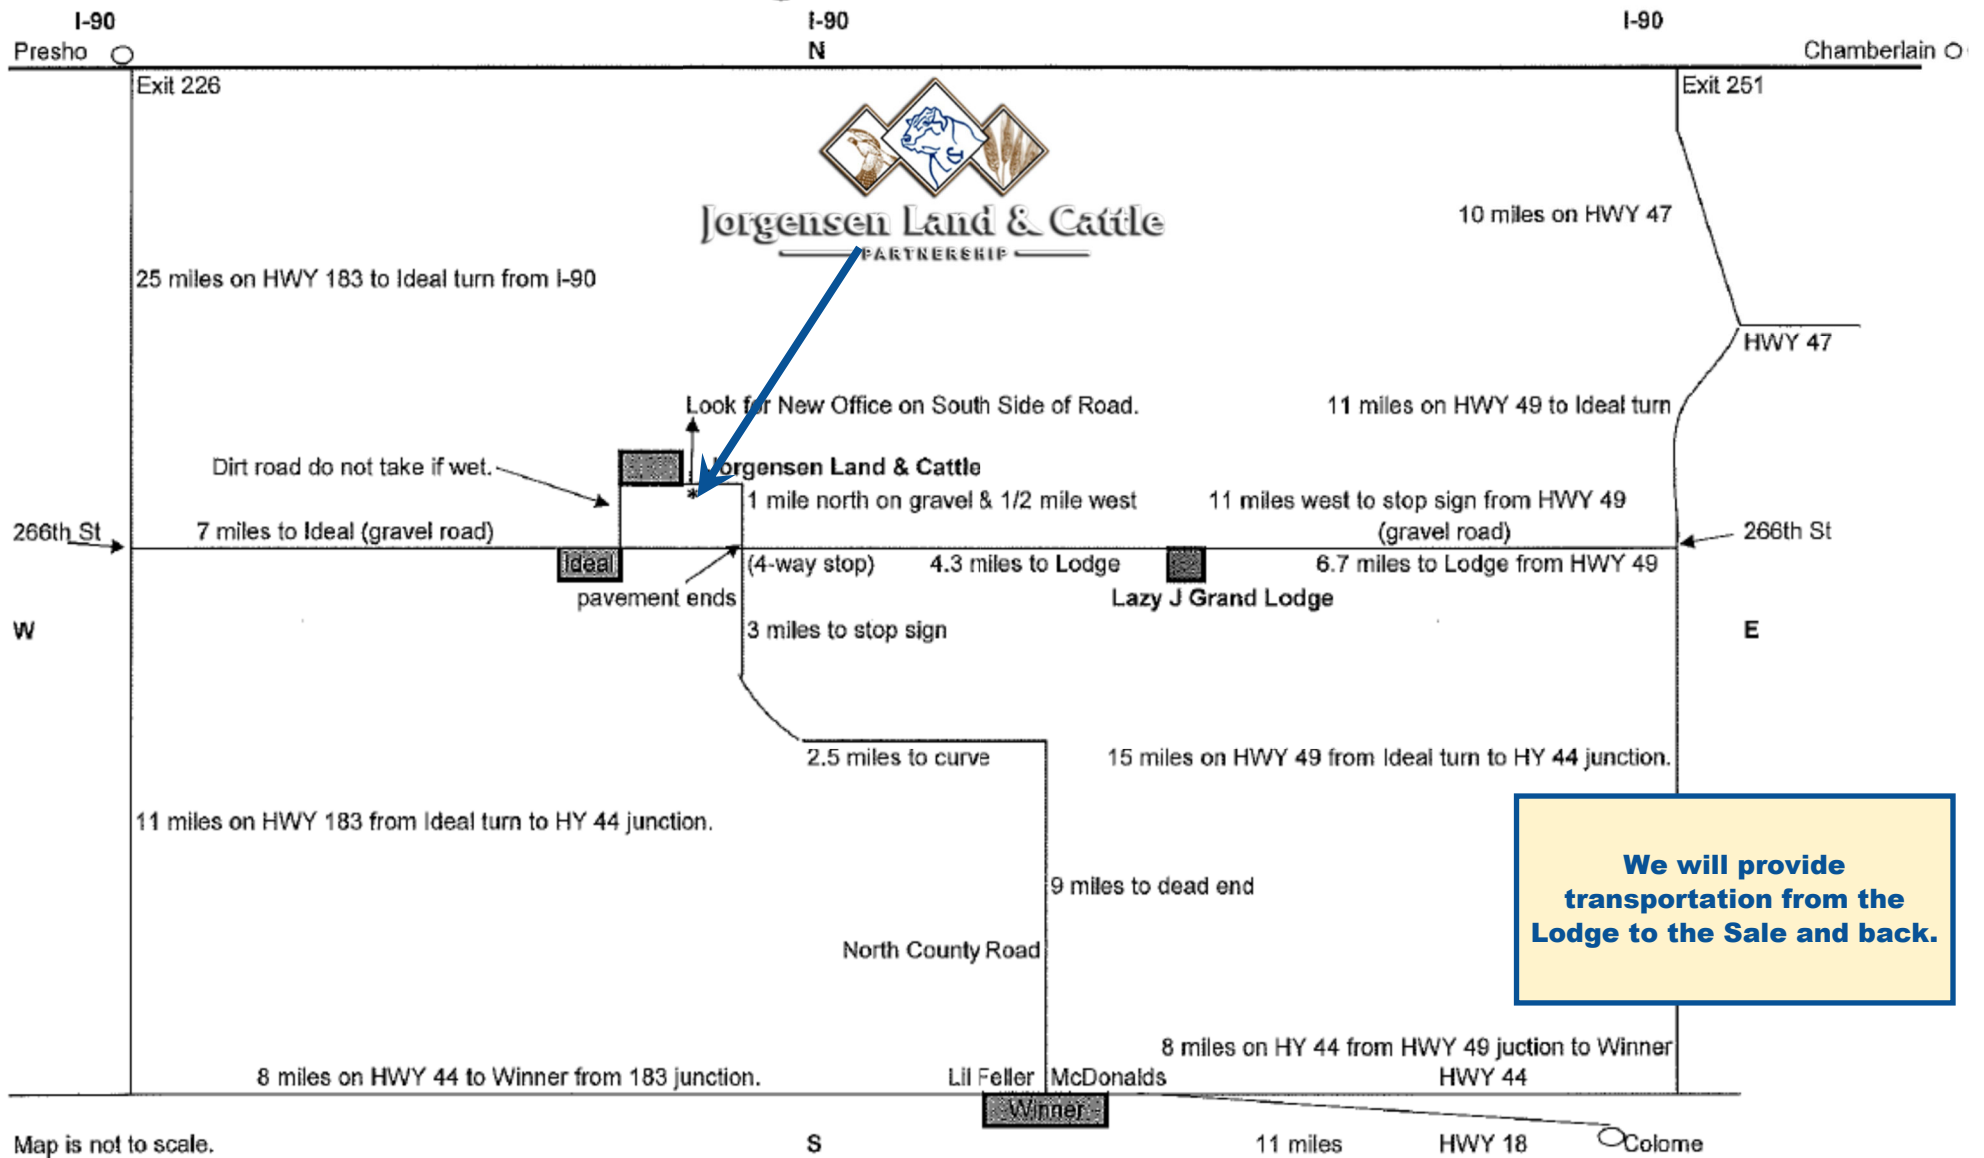 I-90
I-90
I-90
Presho
N
Chamberlain
Exit 226
Exit 251
Jorgensen Land & Cattle
PARTNERSHIP
10 miles on HWY 47
25 miles on HWY 183 to Ideal turn from I-90
HWY 47
Look for New Office on South Side of Road.
11 miles on HWY 49 to Ideal turn
Dirt road do not take if wet.
Jorgensen Land & Cattle
*
1 mile north on gravel & 1/2 mile west
11 miles west to stop sign from HWY 49
(gravel road)
266th St
7 miles to Ideal (gravel road)
266th St
Ideal
(4-way stop)
4.3 miles to Lodge
6.7 miles to Lodge from HWY 49
pavement ends
Lazy J Grand Lodge
W
3 miles to stop sign
E
2.5 miles to curve
15 miles on HWY 49 from Ideal turn to HY 44 junction.
11 miles on HWY 183 from Ideal turn to HY 44 junction.
We will provide
transportation from the
Lodge to the Sale and back.
9 miles to dead end
North County Road
8 miles on HY 44 from HWY 49 juction to Winner
8 miles on HWY 44 to Winner from 183 junction.
Lil Feller
McDonalds
HWY 44
Winner
Map is not to scale.
S
11 miles
HWY 18
Colome